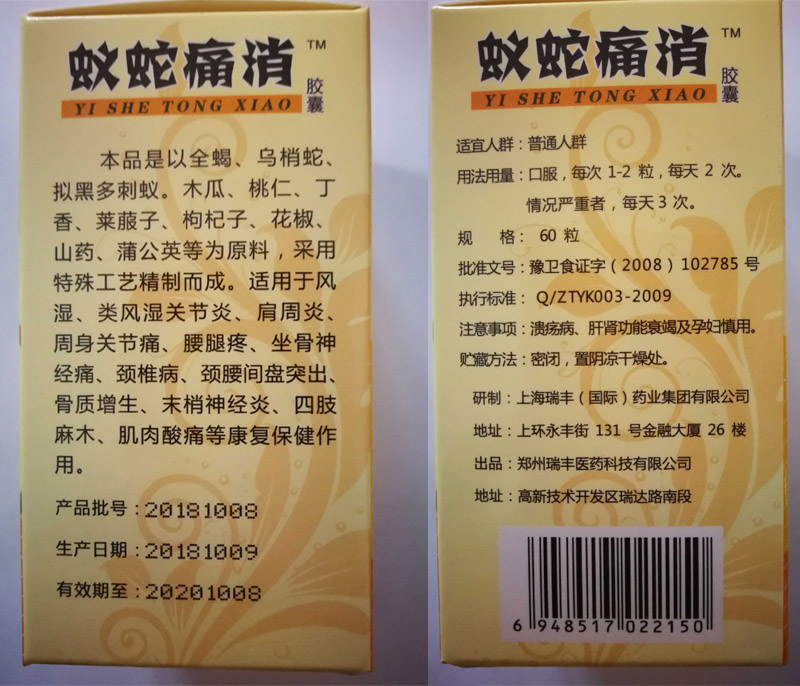 蚁蛇痛消 TM
胶囊
YI SHE TONG XIAO
本品是以全蝎、乌梢蛇、
拟黑多刺蚁。木瓜、桃仁、丁
香、莱菔子、枸杞子、花椒、
山药、蒲公英等为原料，采用
特殊工艺精制而成。适用于风
湿、类风湿关节炎、肩周炎、
周身关节痛、腰腿疼、坐骨神
经痛、颈椎病、颈腰间盘突出、
骨质增生、末梢神经炎、四肢
麻木、肌肉酸痛等康复保健作
用。
产品批号：20181008
生产日期：20181009
有效期至：20201008
蚁蛇痛消 TM
胶囊
YI SHE TONG XIAO
适宜人群：普通人群
用法用量：口服，每次 1-2 粒，每天 2 次。
情况严重者，每天 3 次。
规 格： 60 粒
批准文号：豫卫食证字（2008）102785 号
执行标准： Q/ZTYK003-2009
注意事项：溃疡病、肝肾功能衰竭及孕妇慎用。
贮藏方法：密闭，置阴凉干燥处。
研制：上海瑞丰（国际）药业集团有限公司
地址：上环永丰街 131 号金融大厦 26 楼
出品：郑州瑞丰医药科技有限公司
地址：高新技术开发区瑞达路南段
6 948517 022150